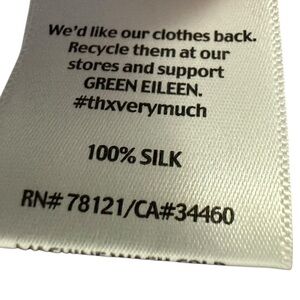 We'd like our clothes back.
Recycle them at our
stores and support
GREEN EILEEN.
#thxverymuch
100% SILK
RN# 78121/CA#34460